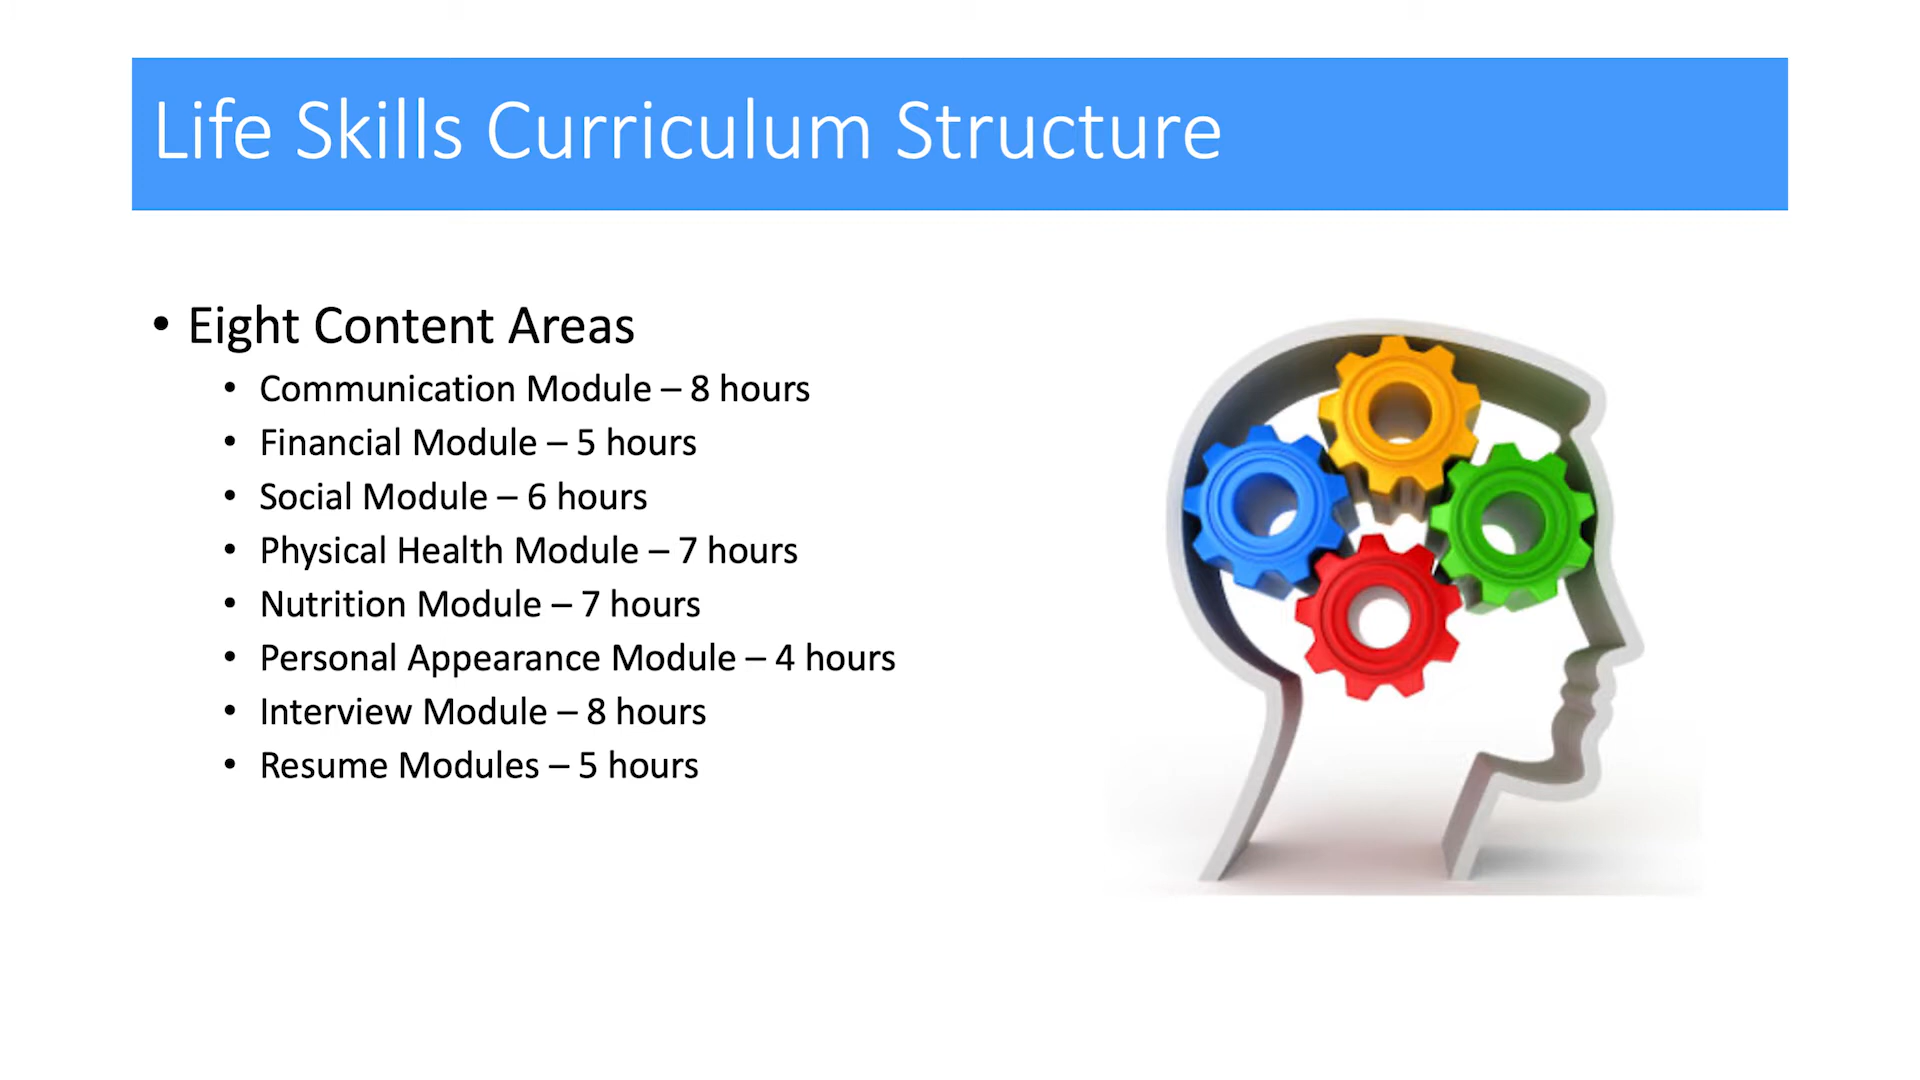 Life Skills Curriculum Structure
• Eight Content Areas
• Communication Module – 8 hours
• Financial Module – 5 hours
• Social Module – 6 hours
• Physical Health Module – 7 hours
• Nutrition Module – 7 hours
• Personal Appearance Module – 4 hours
• Interview Module – 8 hours
• Resume Modules – 5 hours